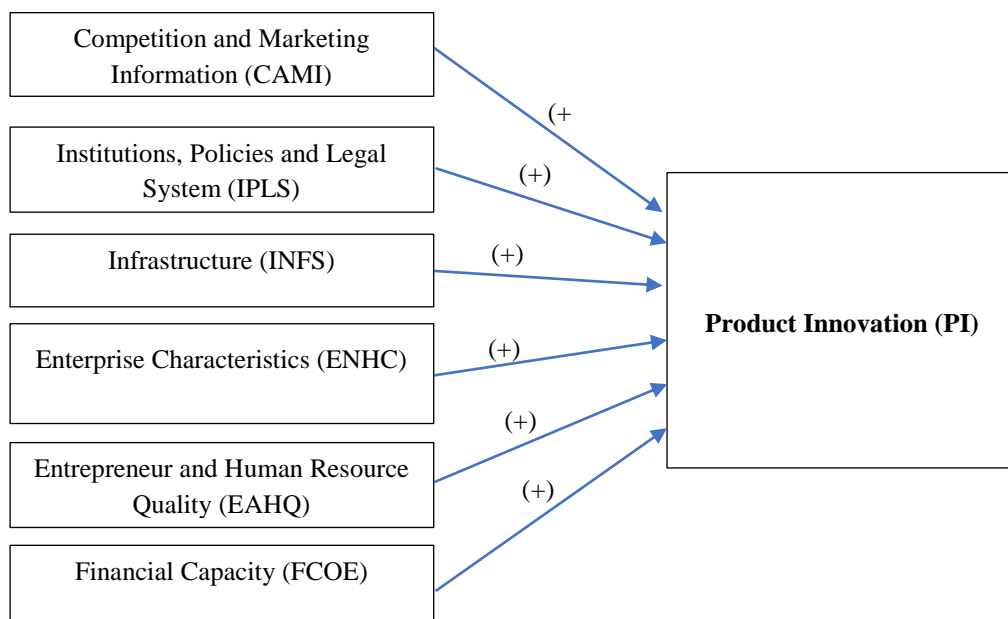 Competition and Marketing
Information (CAMI)
(+
Institutions, Policies and Legal
System (IPLS)
(+)
Infrastructure (INFS)
(+)
Product Innovation (PI)
Enterprise Characteristics (ENHC)
(+)
Entrepreneur and Human Resource
Quality (EAHQ)
(+)
Financial Capacity (FCOE)
(+)